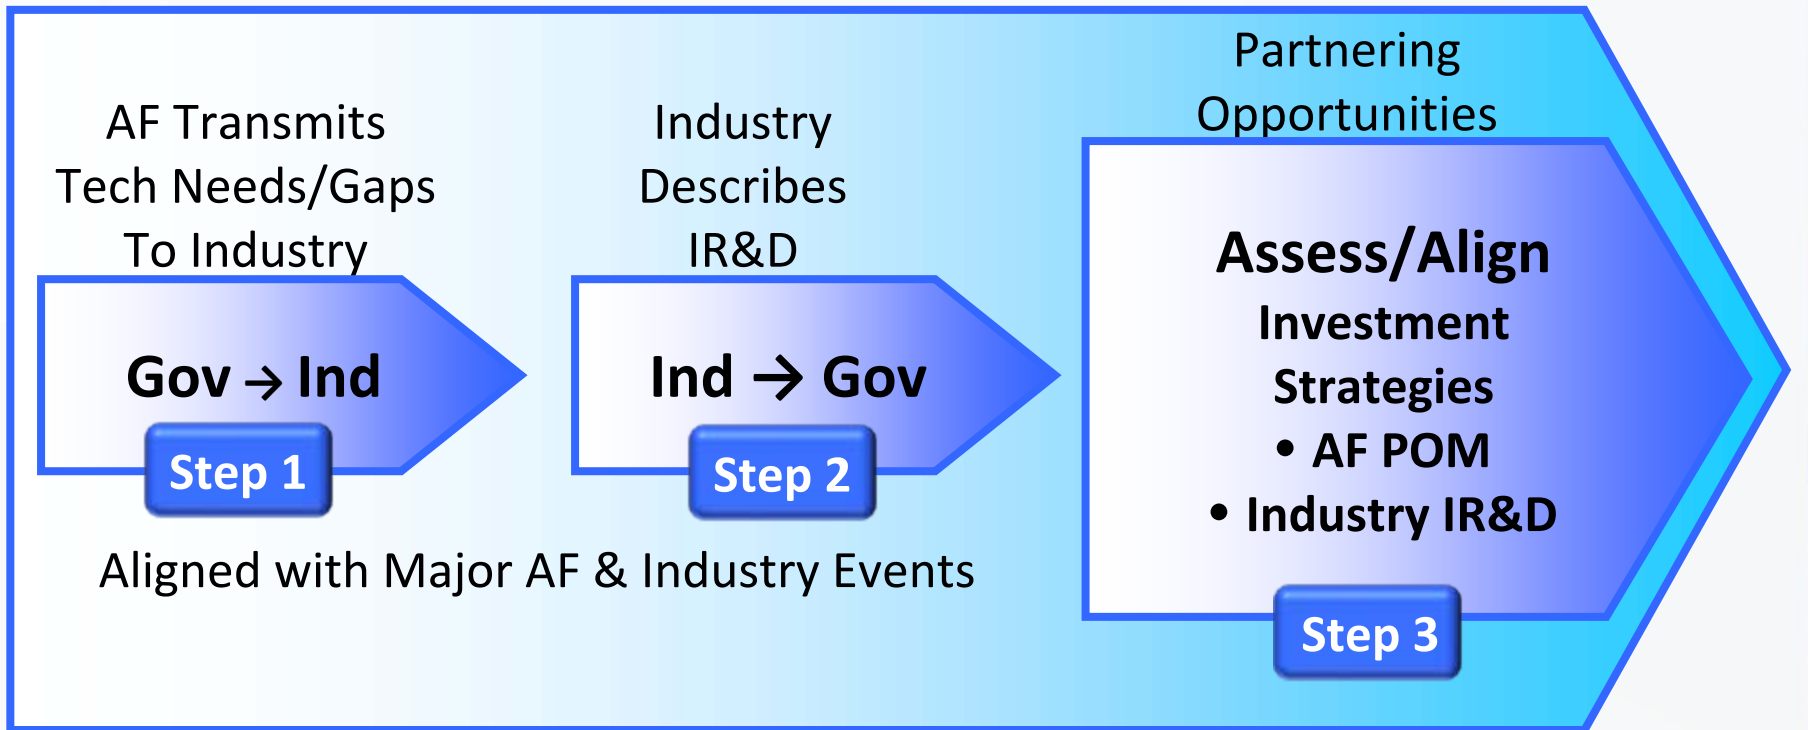 AF Transmits
Tech Needs/Gaps
To Industry
Gov → Ind
Step 1
Industry
Describes
IR&D
Ind → Gov
Step 2
Aligned with Major AF & Industry Events
Partnering
Opportunities
Assess/Align
Investment
Strategies
• AF POM
• Industry IR&D
Step 3